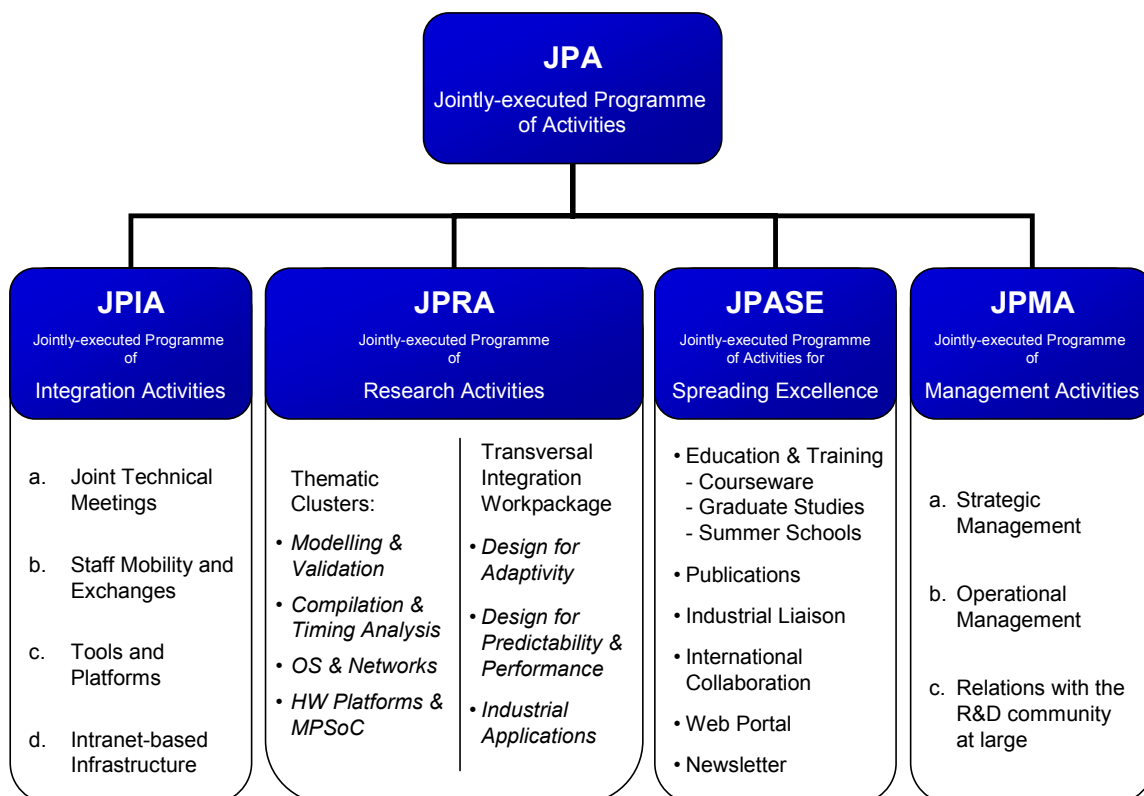 JPA
Jointly-executed Programme
of Activities
JPIA
Jointly-executed Programme
of
Integration Activities
a. Joint Technical
Meetings
b. Staff Mobility and
Exchanges
c. Tools and
Platforms
d. Intranet-based
Infrastructure
JPRA
Jointly-executed Programme
of
Research Activities
Thematic
Clusters:
• Modelling &
Validation
• Compilation &
Timing Analysis
• OS & Networks
• HW Platforms &
MPSoC
Transversal
Integration
Workpackage
• Design for
Adaptivity
• Design for
Predictability &
Performance
• Industrial
Applications
JPASE
Jointly-executed Programme
of Activities for
Spreading Excellence
• Education & Training
- Courseware
- Graduate Studies
- Summer Schools
• Publications
• Industrial Liaison
• International
Collaboration
• Web Portal
• Newsletter
JPMA
Jointly-executed Programme
of
Management Activities
a. Strategic
Management
b. Operational
Management
c. Relations with the
R&D community
at large